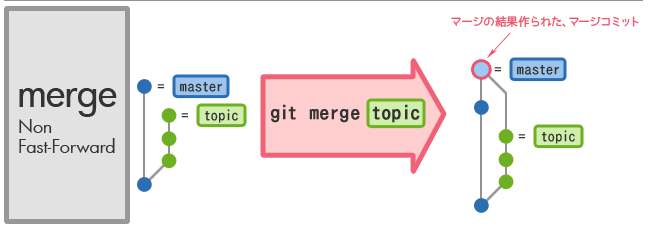 マージの結果作られた、マージコミット
merge
Non
Fast-Forward
= master
= topic
git merge topic
= master
= topic